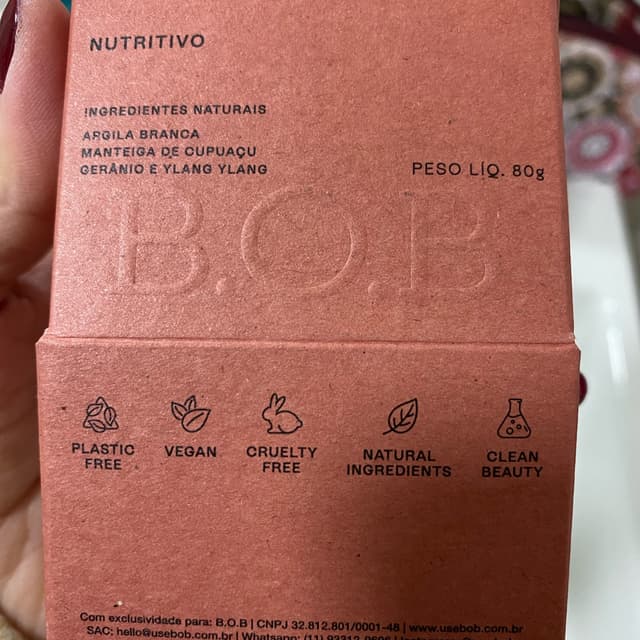 NUTRITIVO
INGREDIENTES NATURAIS
ARGILA BRANCA
MANTEIGA DE CUPUAÇU
GERÂNIO E YLANG YLANG
PESO LÍQ. 80g
B.O.B
PLASTIC FREE
VEGAN
CRUELTY FREE
NATURAL INGREDIENTS
CLEAN BEAUTY
Com exclusividade para: B.O.B | CNPJ 32.812.801/0001-48 | www.usebob.com.br
SAC: hello@usebob.com.br | Whatsapp: (11)